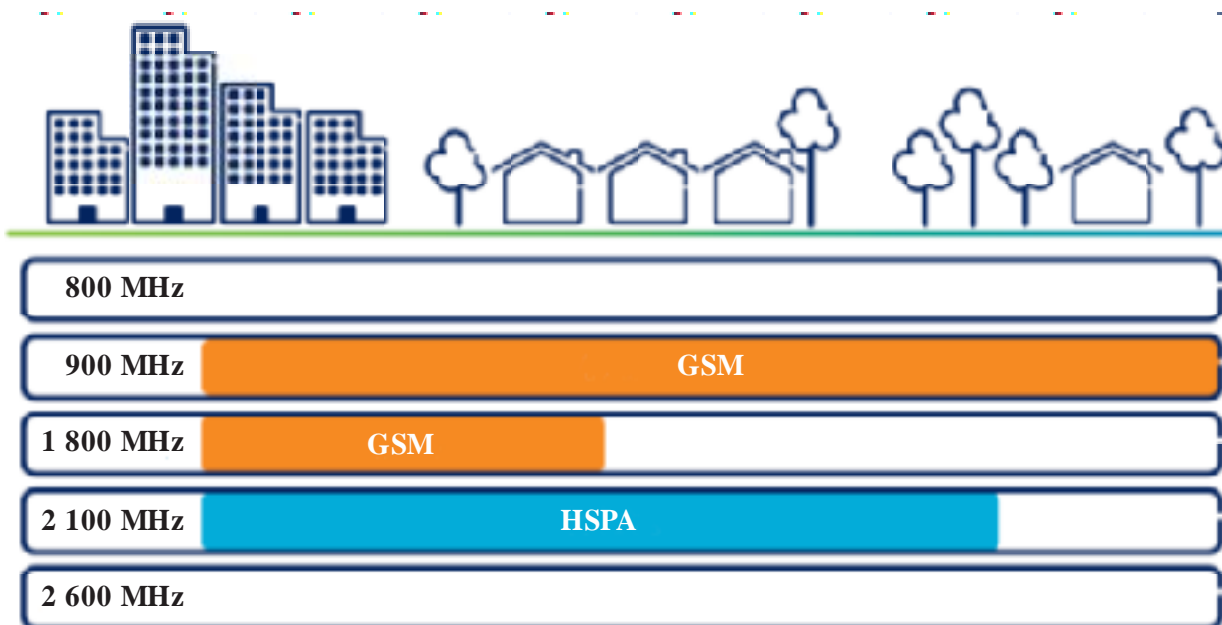 800 MHz
900 MHz GSM
1 800 MHz GSM
2 100 MHz HSPA
2 600 MHz